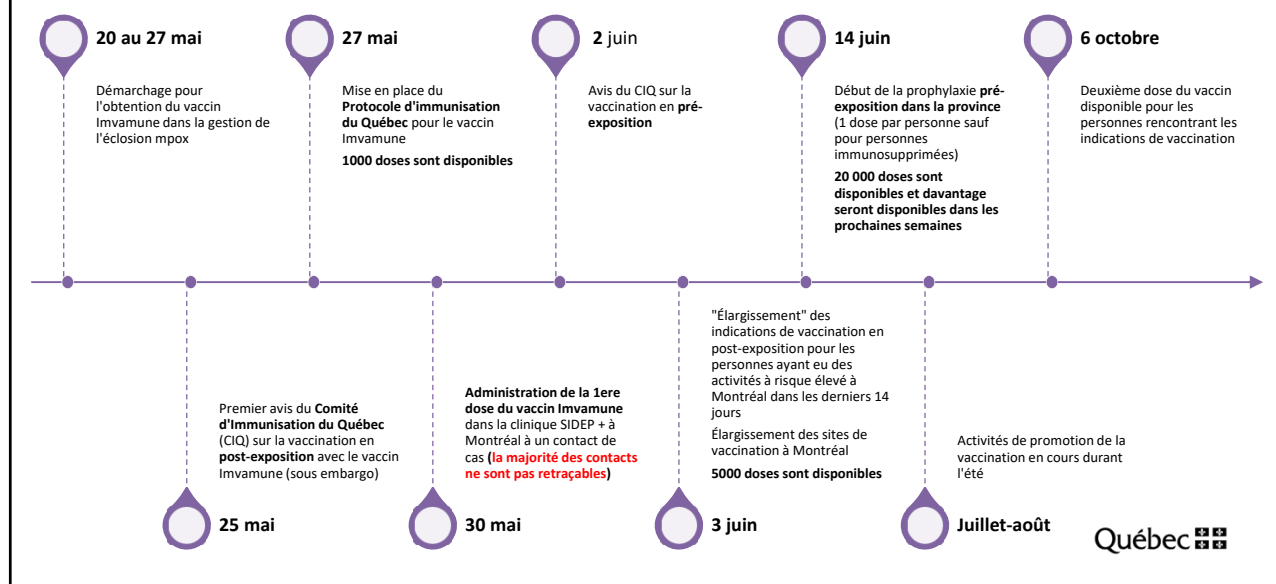 20 au 27 mai
Démarchage pour
l'obtention du vaccin
Imvamune dans la gestion de
l'éclosion mpox
27 mai
Mise en place du
Protocole d'immunisation
du Québec pour le vaccin
Imvamune
1000 doses sont disponibles
2 juin
Avis du CIQ sur la
vaccination en pré-
exposition
14 juin
Début de la prophylaxie pré-
exposition dans la province
(1 dose par personne sauf
pour personnes
immunosupprimées)
20 000 doses sont
disponibles et davantage
seront disponibles dans les
prochaines semaines
6 octobre
Deuxième dose du vaccin
disponible pour les
personnes rencontrant les
indications de vaccination
Premier avis du Comité
d'Immunisation du Québec
(CIQ) sur la vaccination en
post-exposition avec le vaccin
Imvamune (sous embargo)
25 mai
Administration de la 1ere
dose du vaccin Imvamune
dans la clinique SIDEP + à
Montréal à un contact de
cas (la majorité des contacts
ne sont pas retraçables)
30 mai
"Élargissement" des
indications de vaccination en
post-exposition pour les
personnes ayant eu des
activités à risque élevé à
Montréal dans les derniers 14
jours
Élargissement des sites de
vaccination à Montréal
5000 doses sont disponibles
3 juin
Activités de promotion de la
vaccination en cours durant
l'été
Juillet-août
Québec